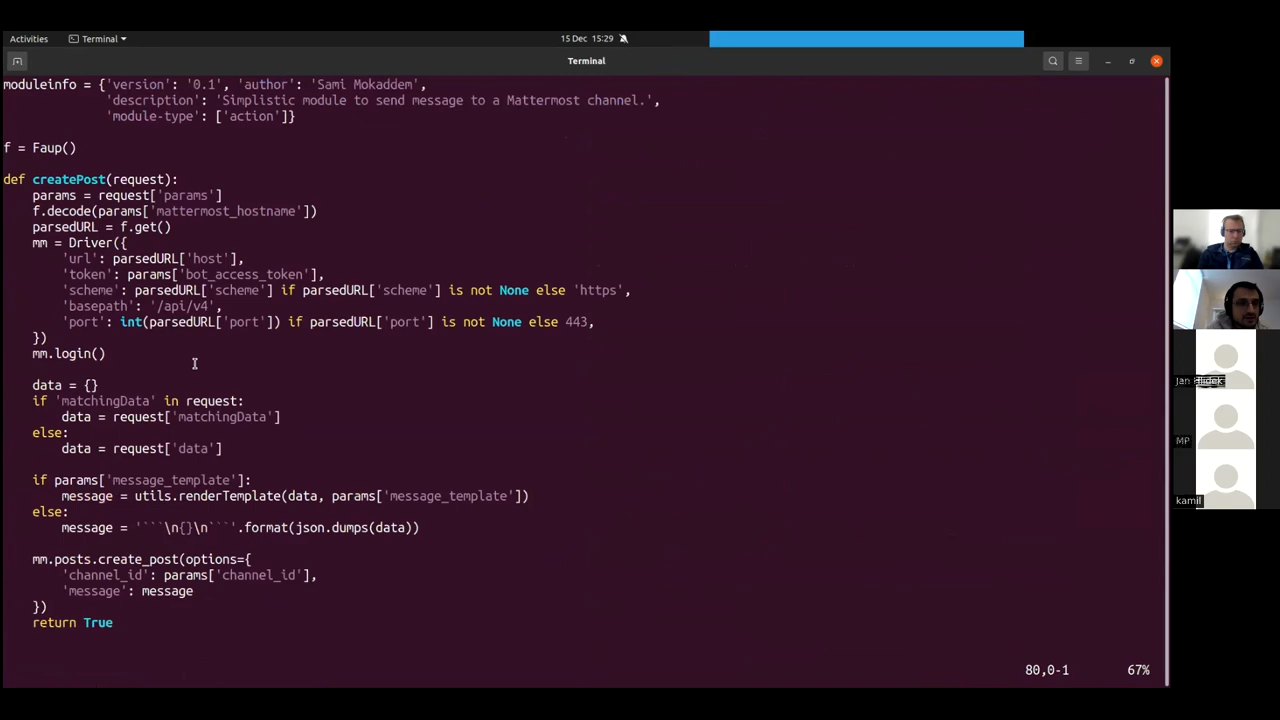 Activities
Terminal
15 Dec 15:29
Terminal
moduleinfo = {'version': '0.1', 'author': 'Sami Mokaddem',
'description': 'Simplistic module to send message to a Mattermost channel.',
'module-type': ['action']}
f = Faup()
def createPost(request):
params = request['params']
f.decode(params['mattermost_hostname'])
parsedURL = f.get()
mm = Driver({
'url': parsedURL['host'],
'token': params['bot_access_token'],
'scheme': parsedURL['scheme'] if parsedURL['scheme'] is not None else 'https',
'basepath': '/api/v4',
'port': int(parsedURL['port']) if parsedURL['port'] is not None else 443,
})
mm.login()
data = {}
if 'matchingData' in request:
data = request['matchingData']
else:
data = request['data']
if params['message_template']:
message = utils.renderTemplate(data, params['message_template'])
else:
message = '```\n{}\n```'.format(json.dumps(data))
mm.posts.create_post(options={
'channel_id': params['channel_id'],
'message': message
})
return True
80,0-1 67%
Jan
MP
kamil